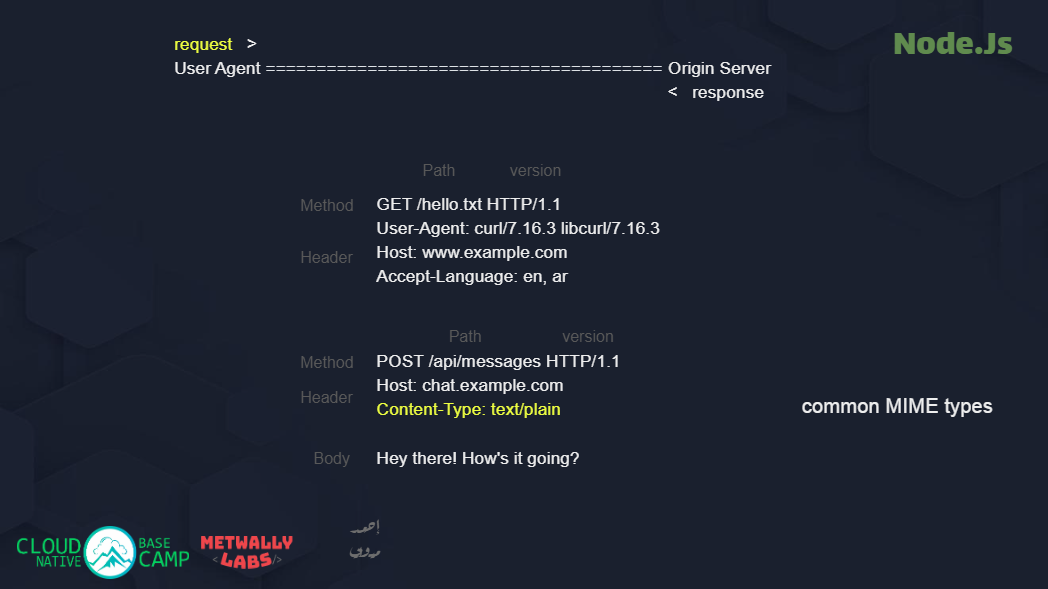 Node.Js
request >
User Agent ======================================= Origin Server
< response
Path version
Method GET /hello.txt HTTP/1.1
User-Agent: curl/7.16.3 libcurl/7.16.3
Header Host: www.example.com
Accept-Language: en, ar
Path version
Method POST /api/messages HTTP/1.1
Host: chat.example.com
Header
Content-Type: text/plain
common MIME types
Body Hey there! How's it going?
CLOUD NATIVE BASE CAMP
METWALLY
<LABS/>
أحمد